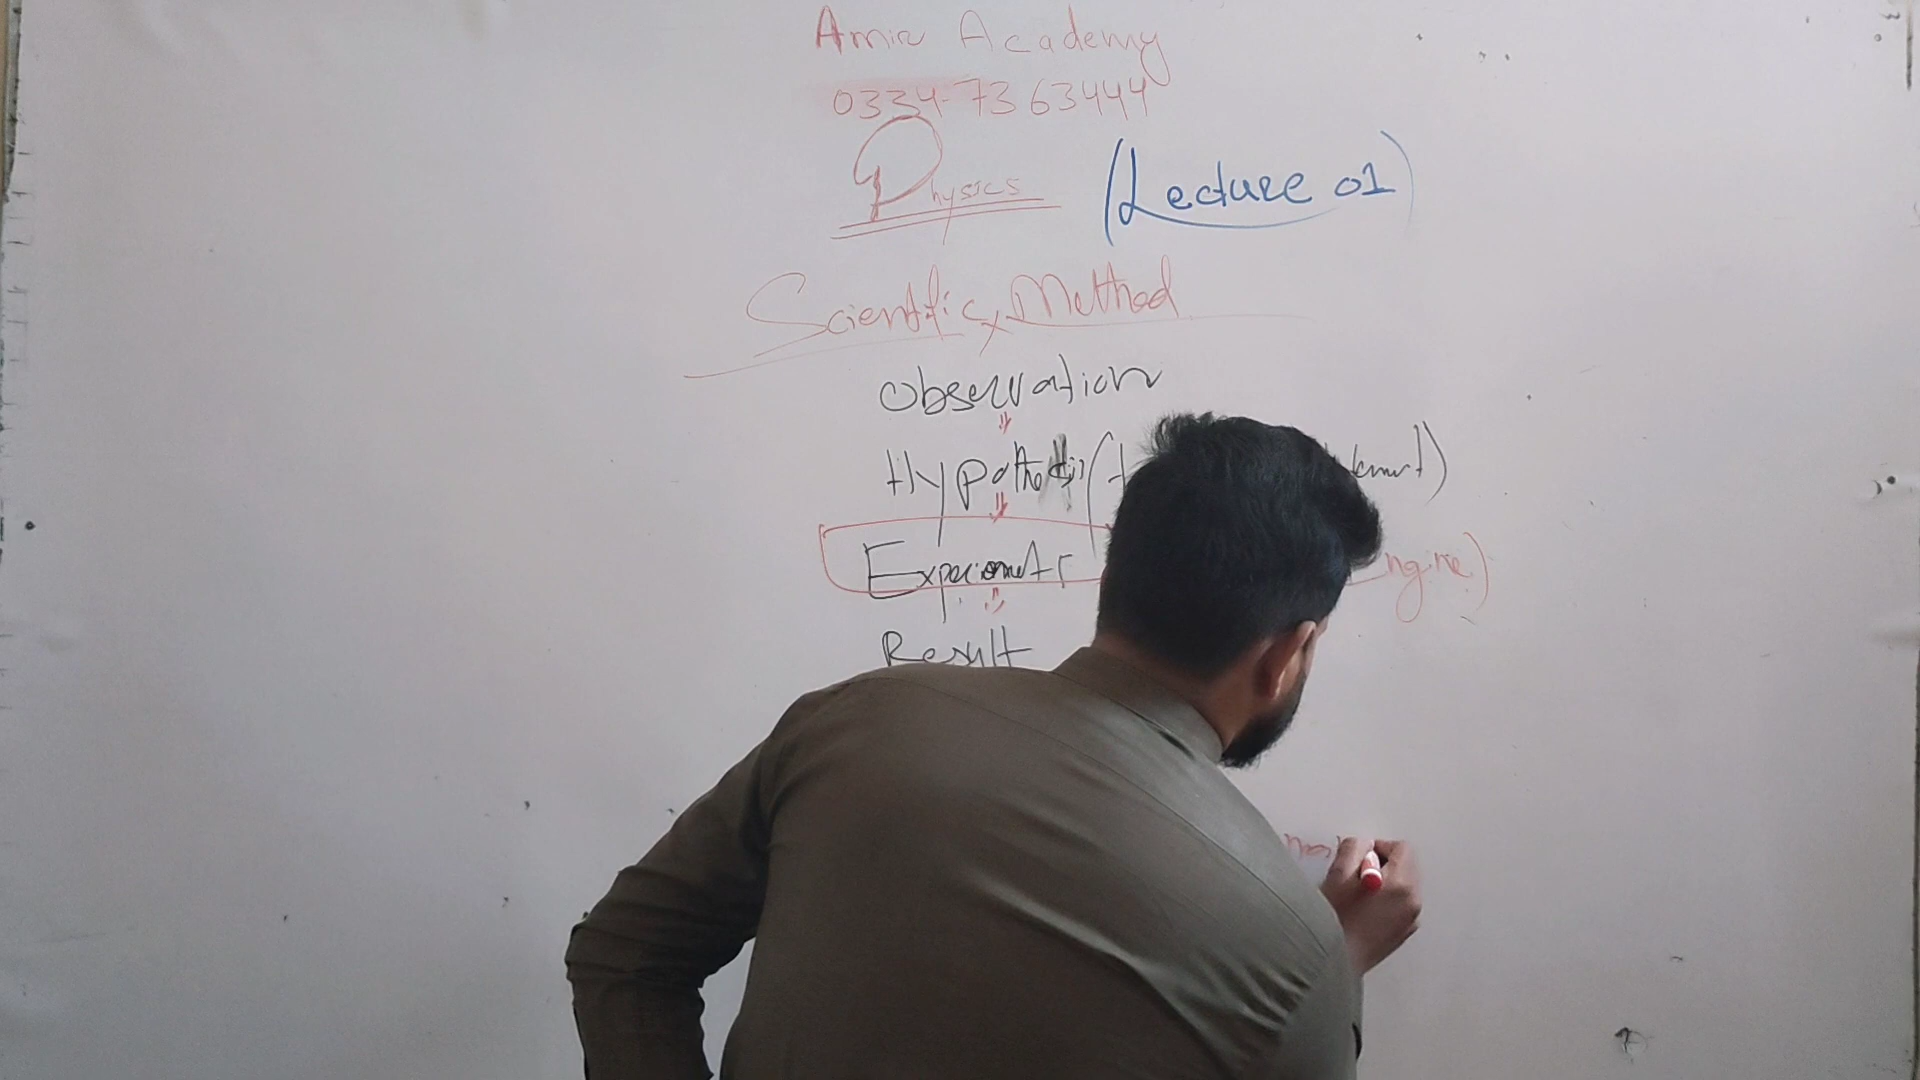 Amir Academy
0334-7363444
Physics (Lecture 01)
Scientific Method
Observation
Hypothesis
Experiments
Result